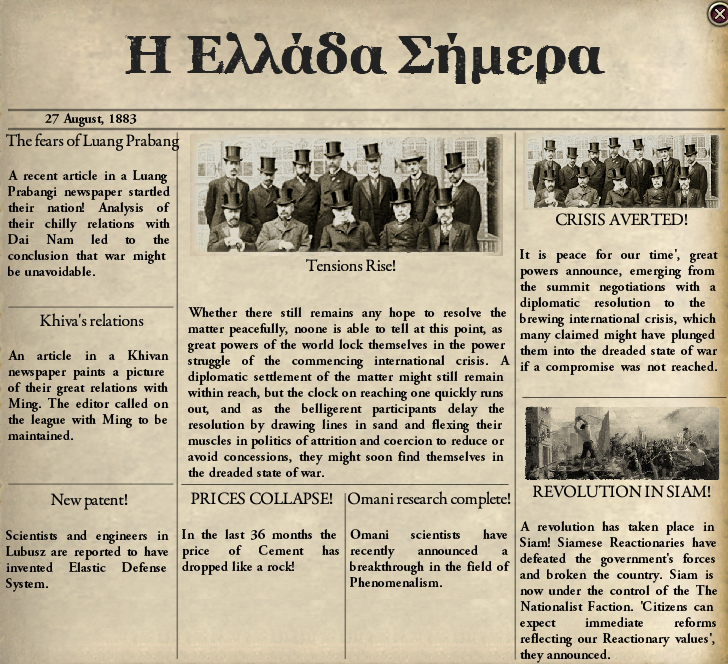 Η Ελλάδα Σήμερα
27 August, 1883
The fears of Luang Prabang
A recent article in a Luang
Prabangi newspaper startled
their nation! Analysis of
their chilly relations with
Dai Nam led to the
conclusion that war might
be unavoidable.
Khiva's relations
An article in a Khivan
newspaper paints a picture
of their great relations with
Ming. The editor called on
the league with Ming to be
maintained.
New patent!
Scientists and engineers in
Lubusz are reported to have
invented Elastic Defense
System.
Tensions Rise!
Whether there still remains any hope to resolve the
matter peacefully, noone is able to tell at this point, as
great powers of the world lock themselves in the power
struggle of the commencing international crisis. A
diplomatic settlement of the matter might still remain
within reach, but the clock on reaching one quickly runs
out, and as the belligerent participants delay the
resolution by drawing lines in sand and flexing their
muscles in politics of attrition and coercion to reduce or
avoid concessions, they might soon find themselves in
the dreaded state of war.
PRICES COLLAPSE!
In the last 36 months the
price of Cement has
dropped like a rock!
Omani research complete!
Omani scientists have
recently announced a
breakthrough in the field of
Phenomenalism.
CRISIS AVERTED!
It is peace for our time', great
powers announce, emerging from
the summit negotiations with a
diplomatic resolution to the
brewing international crisis, which
many claimed might have plunged
them into the dreaded state of war
if a compromise was not reached.
REVOLUTION IN SIAM!
A revolution has taken place in
Siam! Siamese Reactionaries have
defeated the government's forces
and broken the country. Siam is
now under the control of the The
Nationalist Faction. 'Citizens can
expect immediate reforms
reflecting our Reactionary values',
they announced.